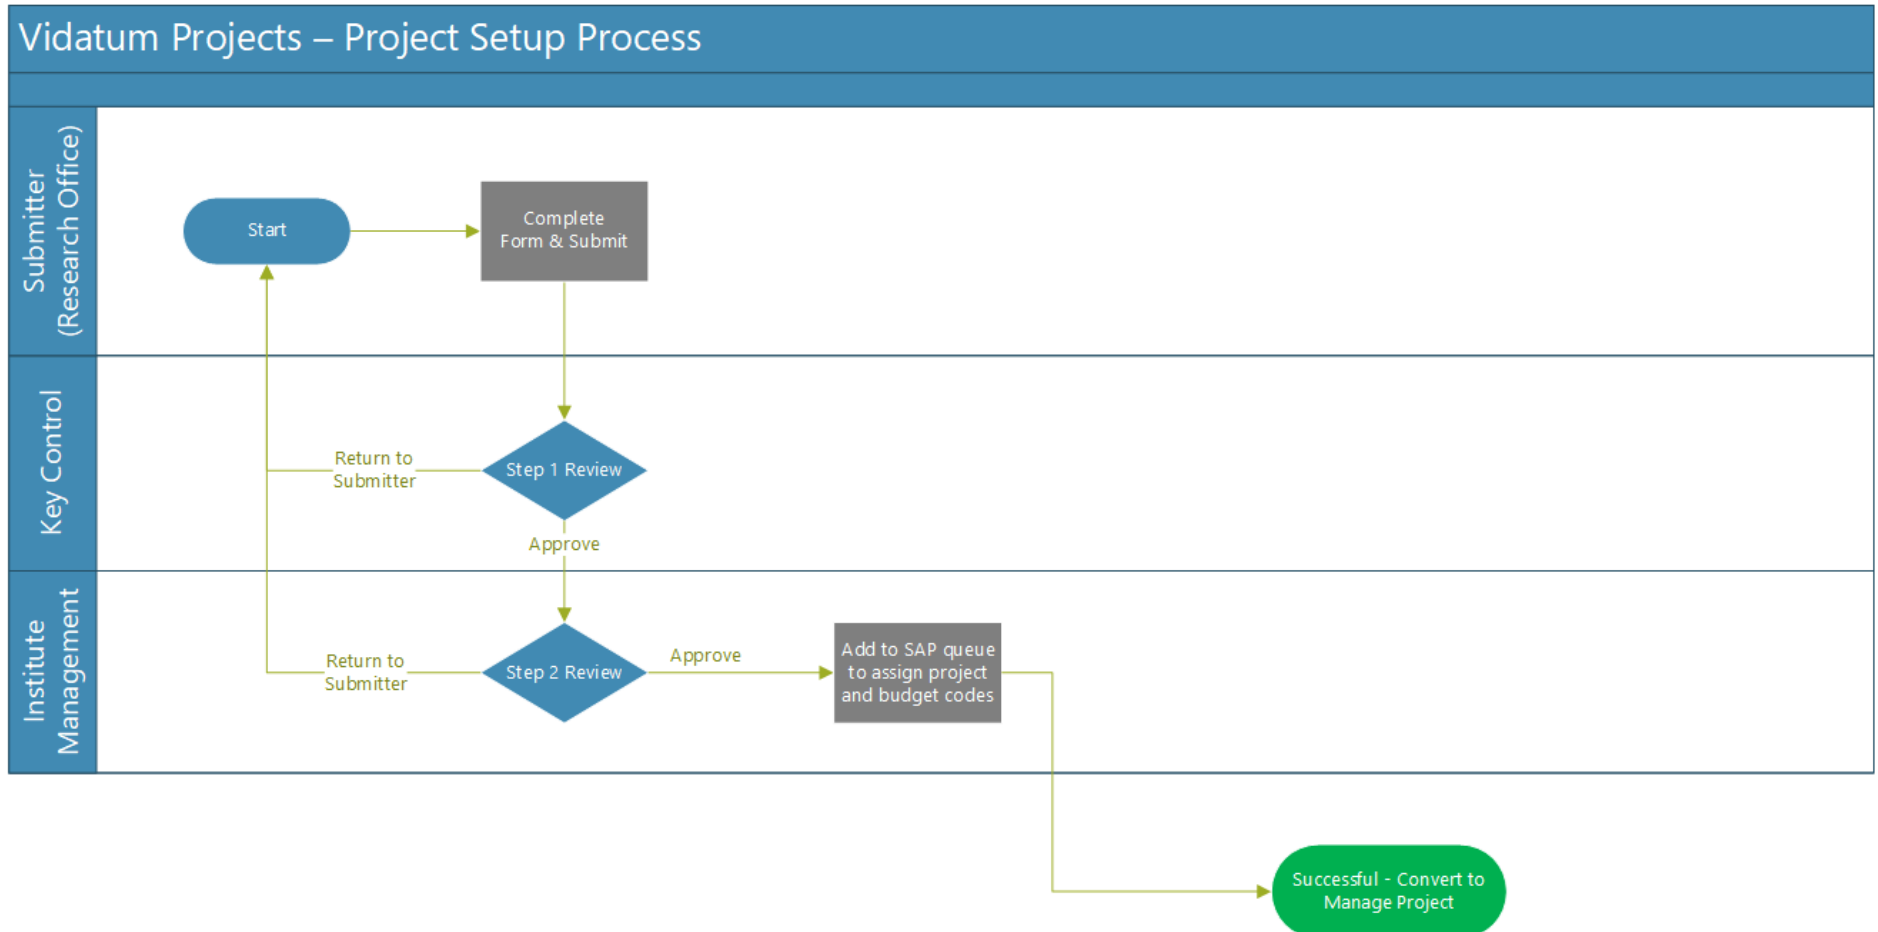 Vidatum Projects – Project Setup Process
Submitter
(Research Office)
Start
Complete
Form & Submit
Key Control
Return to
Submitter
Step 1 Review
Approve
Institute
Management
Return to
Submitter
Step 2 Review
Approve
Add to SAP queue
to assign project
and budget codes
Successful - Convert to
Manage Project